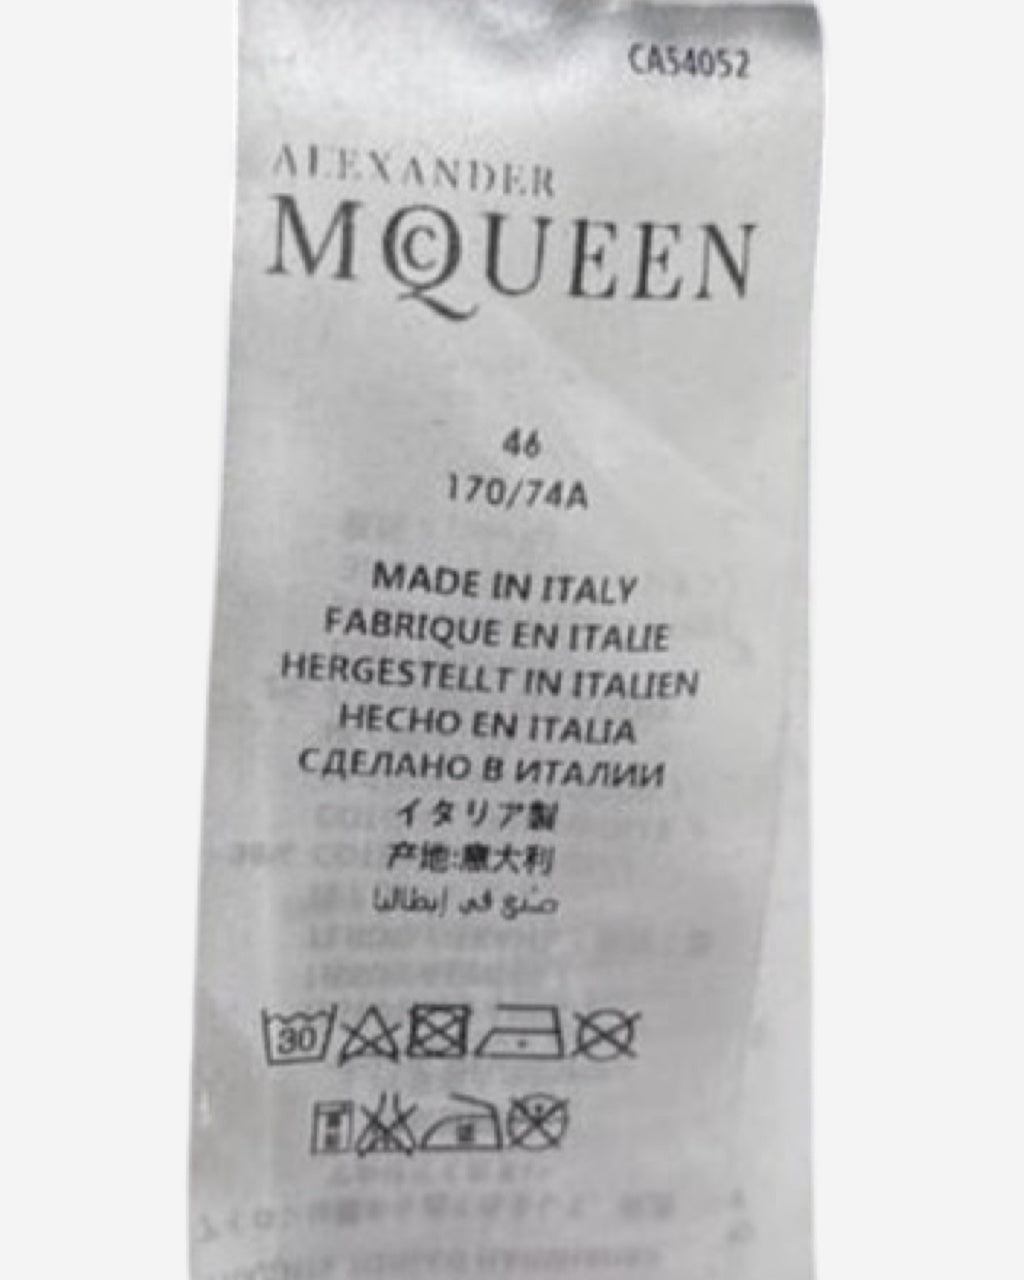 CA54052
ALEXANDER
MCQUEEN
46
170/74A
MADE IN ITALY
FABRIQUE EN ITALIE
HERGESTELLT IN ITALIEN
HECHO EN ITALIA
СДЕЛАНО В ИТАЛИИ
イタリア製
产地:意大利
صنع في إيطاليا
30